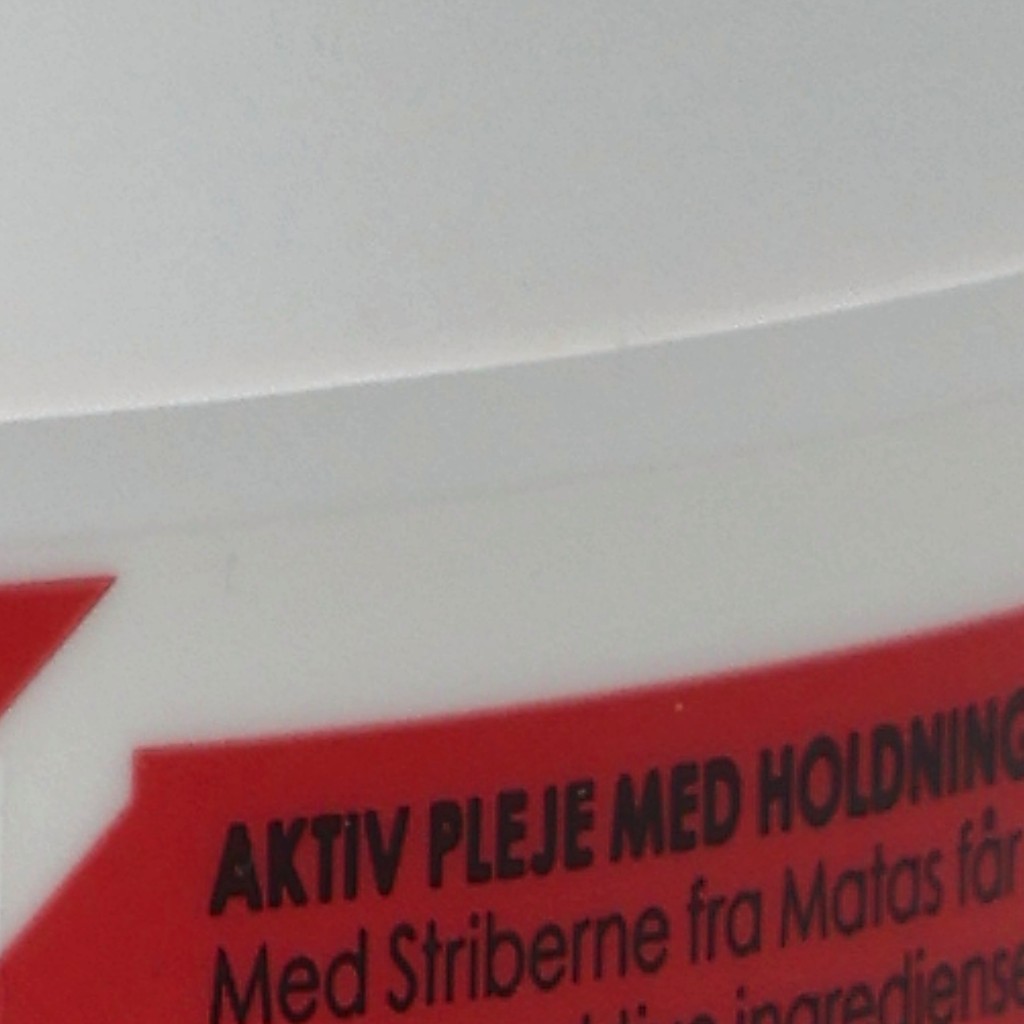 AKTIV PLEJE MED HOLDNING
Med Striberne fra Matas får